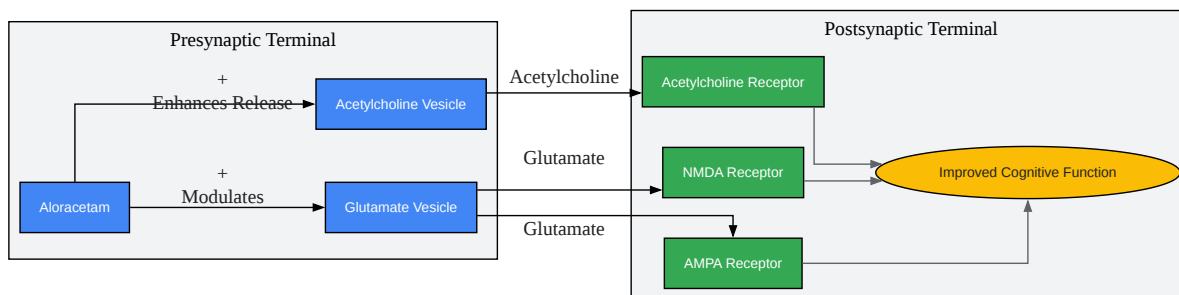 Presynaptic Terminal
+
Enhances Release
Acetylcholine Vesicle
Aloracetam
+
Modulates
Glutamate Vesicle
Acetylcholine
Glutamate
Glutamate
Postsynaptic Terminal
Acetylcholine Receptor
NMDA Receptor
AMPA Receptor
Improved Cognitive Function